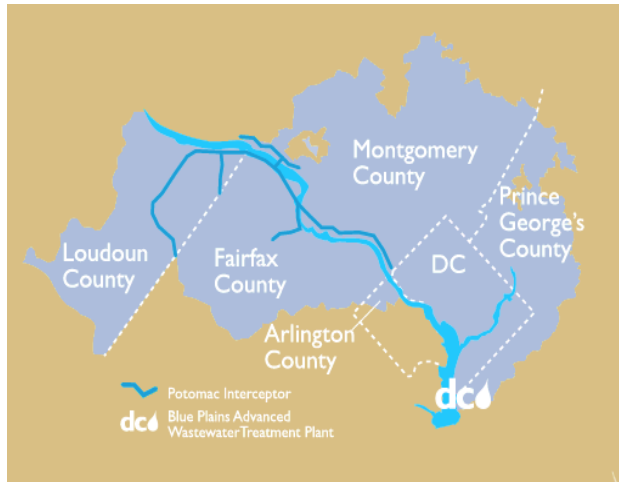 Montgomery
County
Prince
George's
County
Loudoun
County
Fairfax
County
DC
Arlington
County
dc
Potomac Interceptor
dc
Blue Plains Advanced
Wastewater Treatment Plant